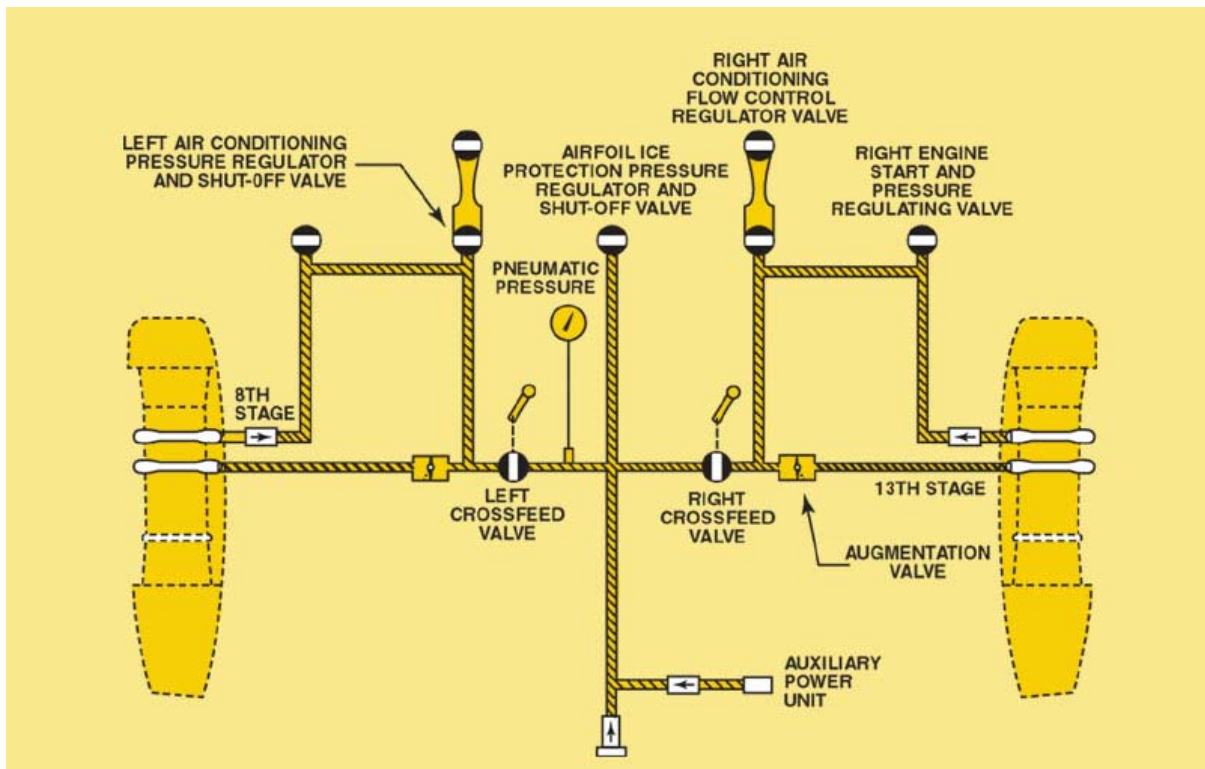 RIGHT AIR
CONDITIONING
FLOW CONTROL
REGULATOR VALVE
LEFT AIR CONDITIONING
PRESSURE REGULATOR
AND SHUT-0FF VALVE
AIRFOIL ICE
PROTECTION PRESSURE
REGULATOR AND
SHUT-OFF VALVE
RIGHT ENGINE
START AND
PRESSURE
REGULATING VALVE
PNEUMATIC
PRESSURE
8TH
STAGE
LEFT
CROSSFEED
VALVE
RIGHT
CROSSFEED
VALVE
13TH STAGE
AUGMENTATION
VALVE
AUXILIARY
POWER
UNIT